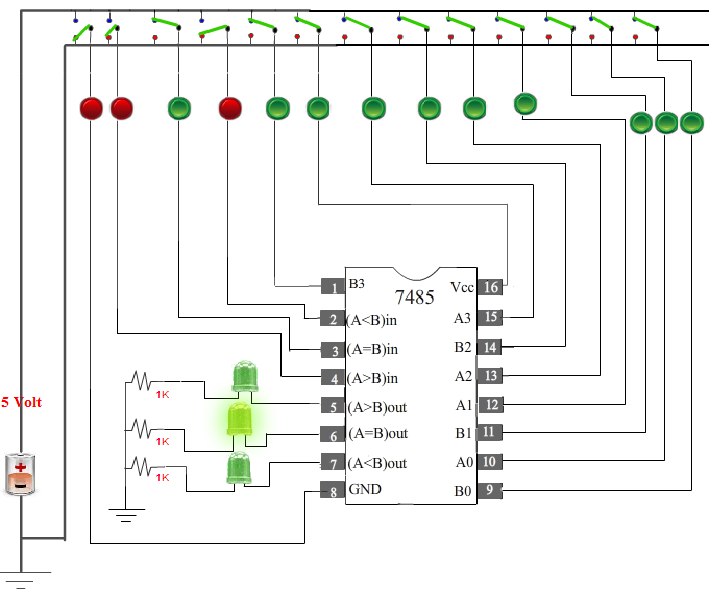 5 Volt
1K
1K
1K
7485
1 B3
2 (A<B)in
3 (A=B)in
4 (A>B)in
5 (A>B)out
6 (A=B)out
7 (A<B)out
8 GND
Vcc 16
A3 15
B2 14
A2 13
A1 12
B1 11
A0 10
B0 9